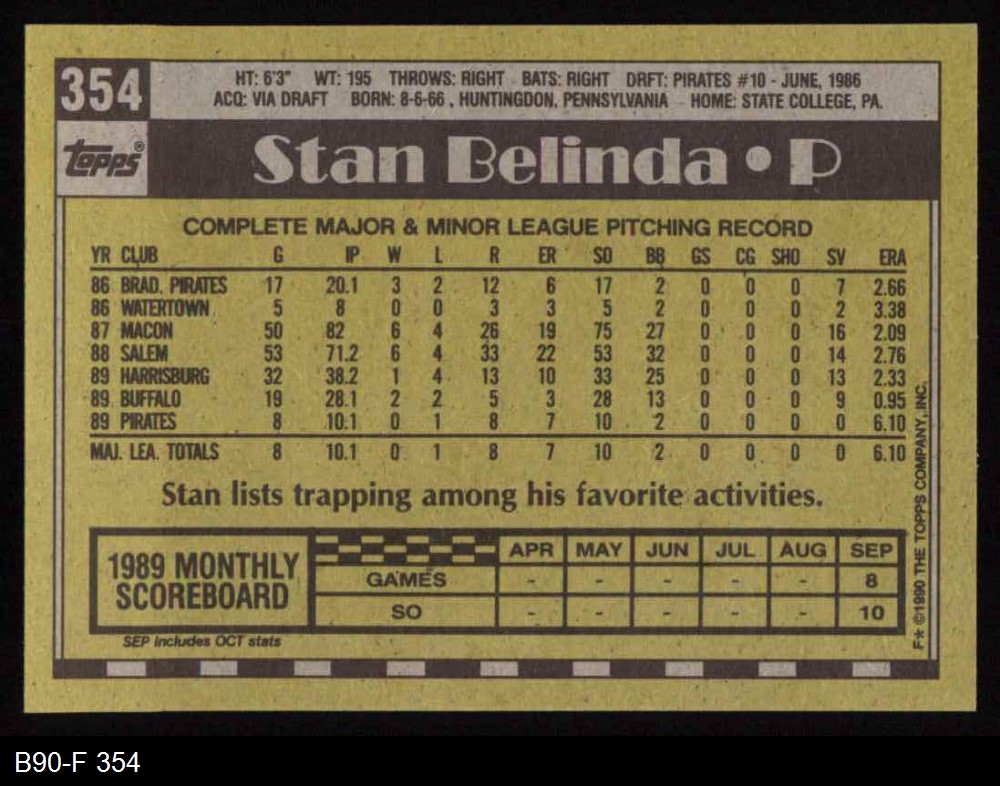 354
HT: 6'3" WT: 195 THROWS: RIGHT BATS: RIGHT DRFT: PIRATES #10 - JUNE, 1986
ACQ: VIA DRAFT BORN: 8-6-66, HUNTINGDON, PENNSYLVANIA HOME: STATE COLLEGE, PA.
topps®
Stan Belinda • P
COMPLETE MAJOR & MINOR LEAGUE PITCHING RECORD
YR CLUB G IP W L R ER SO BB GS CG SHO SV ERA
86 BRAD. PIRATES 17 20.1 3 2 12 6 17 2 0 0 0 7 2.66
86 WATERTOWN 5 8 0 0 3 3 5 2 0 0 0 2 3.38
87 MACON 50 82 6 4 26 19 75 27 0 0 0 16 2.09
88 SALEM 53 71.2 6 4 33 22 53 32 0 0 0 14 2.76
89 HARRISBURG 32 38.2 1 4 13 10 33 25 0 0 0 13 2.33
89 BUFFALO 19 28.1 2 2 5 3 28 13 0 0 0 9 0.95
89 PIRATES 8 10.1 0 1 8 7 10 2 0 0 0 0 6.10
MAJ. LEA. TOTALS 8 10.1 0 1 8 7 10 2 0 0 0 0 6.10
Stan lists trapping among his favorite activities.
1989 MONTHLY SCOREBOARD
APR MAY JUN JUL AUG SEP
GAMES - - - - - 8
SO - - - - - 10
SEP includes OCT stats
F* ©1990 THE TOPPS COMPANY, INC.
B90-F 354